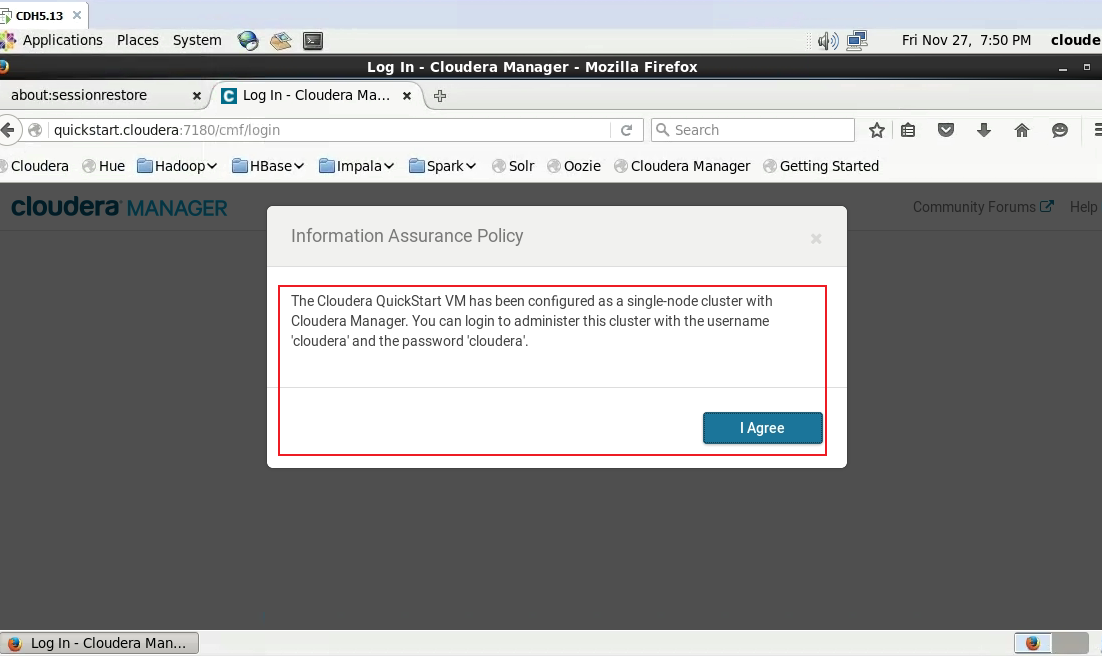 CDH5.13
Applications Places System Fri Nov 27, 7:50 PM cloude
Log In - Cloudera Manager - Mozilla Firefox
about:sessionrestore Log In - Cloudera Ma...
quickstart.cloudera:7180/cmf/login Search
Cloudera Hue Hadoop HBase Impala Spark Solr Oozie Cloudera Manager Getting Started
cloudera MANAGER Community Forums Help
Information Assurance Policy
The Cloudera QuickStart VM has been configured as a single-node cluster with
Cloudera Manager. You can login to administer this cluster with the username
'cloudera' and the password 'cloudera'.
I Agree
Log In - Cloudera Man...